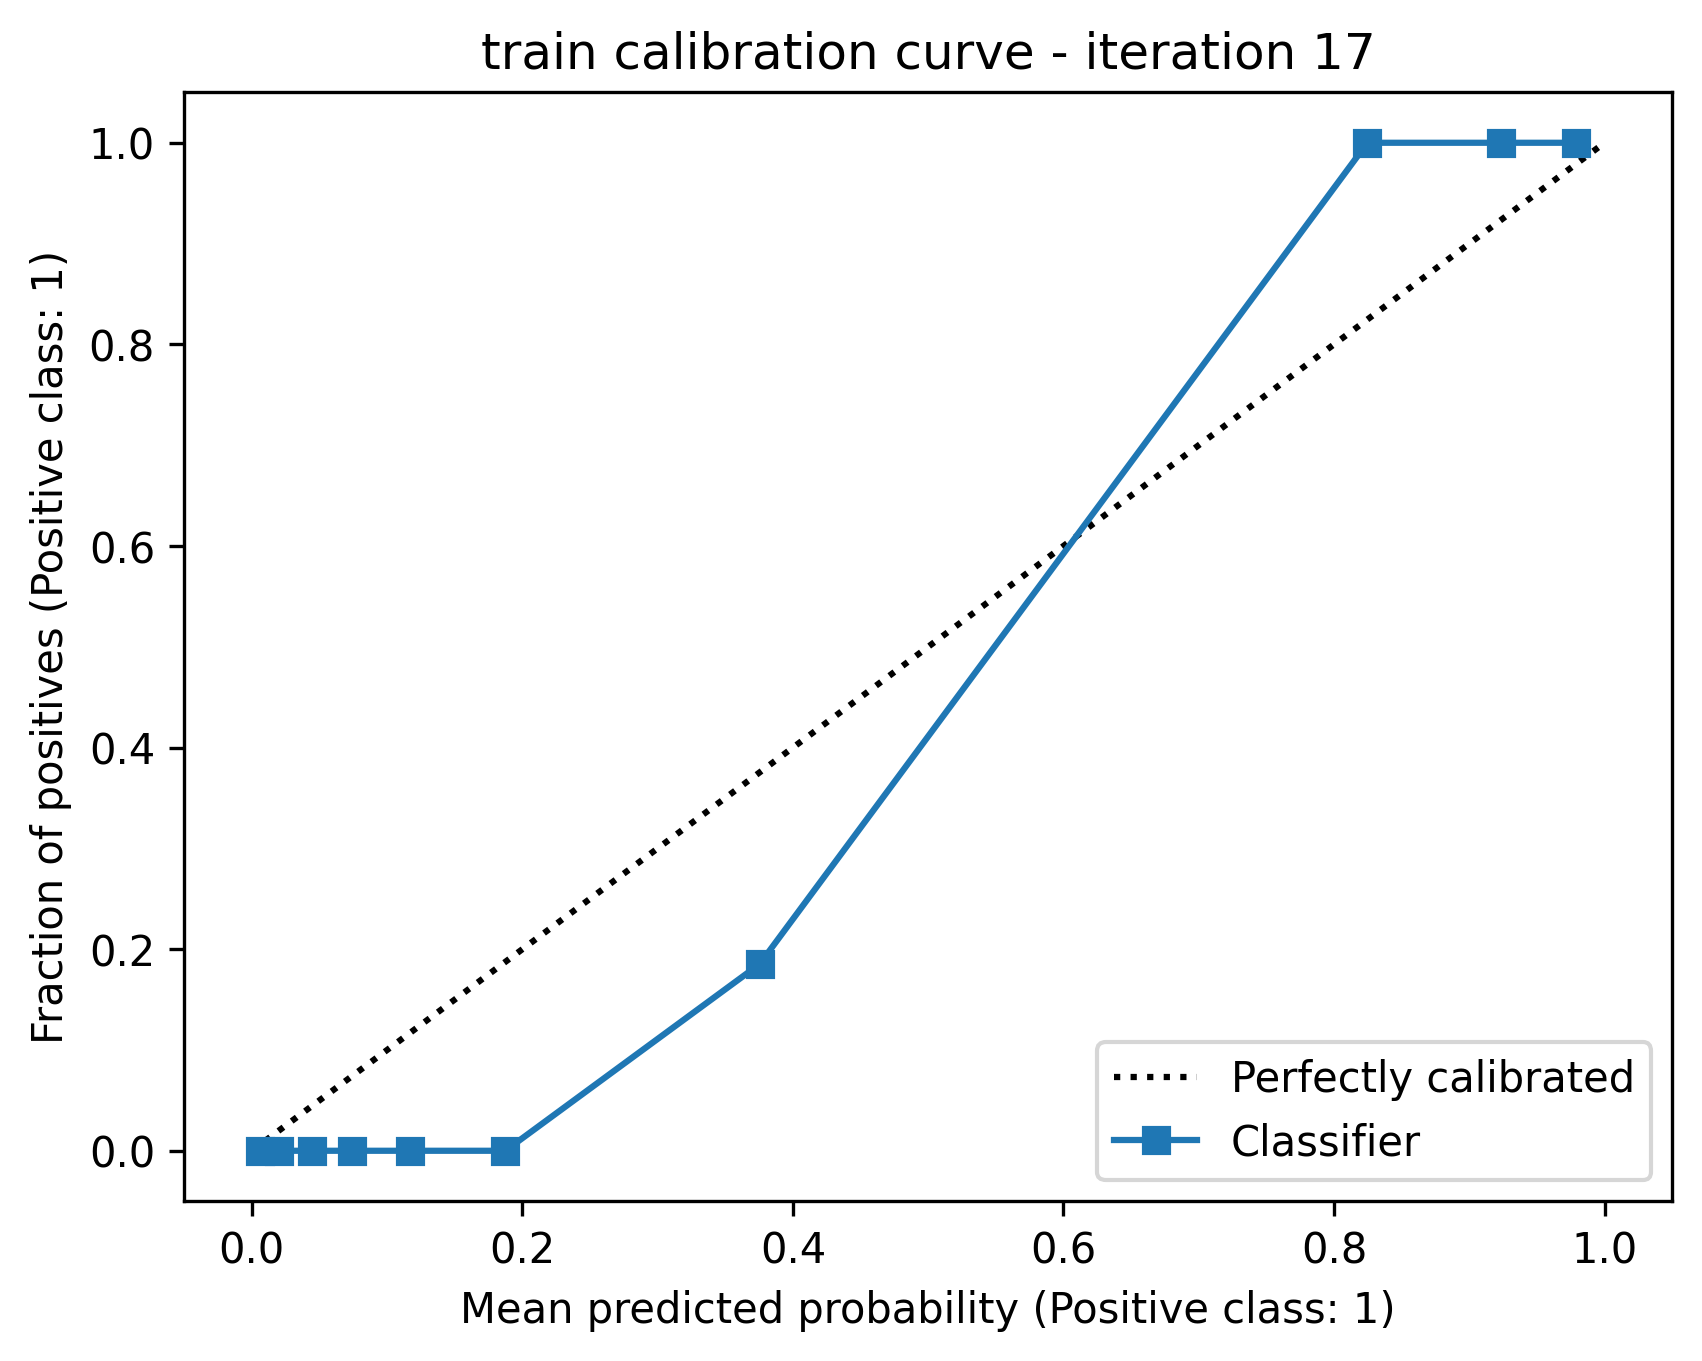 train calibration curve - iteration 17
1.0
0.8
0.6
0.4
0.2
0.0
Fraction of positives (Positive class: 1)
Perfectly calibrated
Classifier
0.0 0.2 0.4 0.6 0.8 1.0
Mean predicted probability (Positive class: 1)